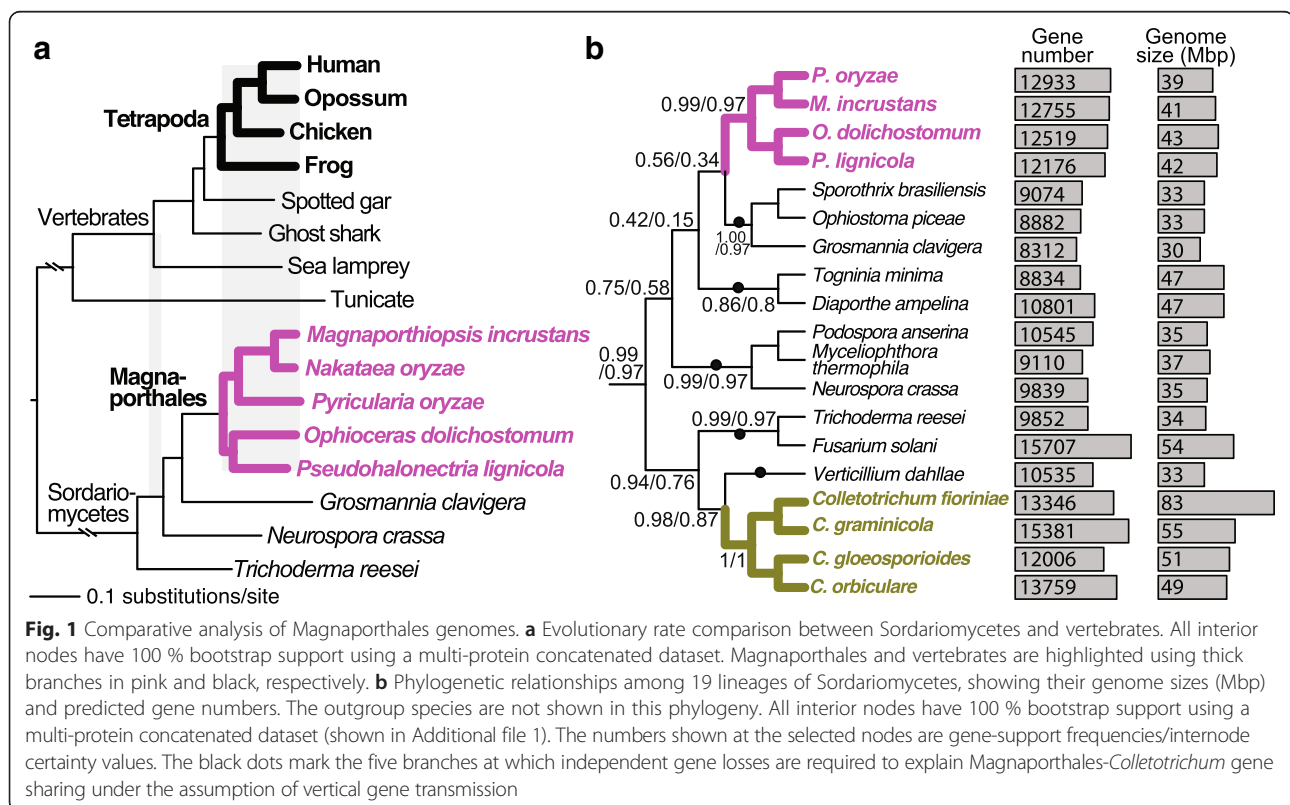 a
Human
Opossum
Tetrapoda
Chicken
Frog
Spotted gar
Vertebrates
Ghost shark
Sea lamprey
Tunicate
Magnaporthiopsis incrustans
Nakataea oryzae
Magna-
porthales
Pyricularia oryzae
Ophioceras dolichostomum
Pseudohalonectria lignicola
Sordario-
mycetes
Grosmannia clavigera
Neurospora crassa
Trichoderma reesei
0.1 substitutions/site
b
Gene
number
Genome
size (Mbp)
P. oryzae 12933 39
0.99/0.97
M. incrustans 12755 41
O. dolichostomum 12519 43
0.56/0.34
P. lignicola 12176 42
Sporothrix brasiliensis 9074 33
0.42/0.15
Ophiostoma piceae 8882 33
1.00
/0.97
Grosmannia clavigera 8312 30
Togninia minima 8834 47
0.75/0.58
0.86/0.8
Diaporthe ampelina 10801 47
Podospora anserina 10545 35
Myceliophthora
thermophila 9110 37
0.99
/0.97
0.99/0.97
Neurospora crassa 9839 35
0.99/0.97
Trichoderma reesei 9852 34
Fusarium solani 15707 54
0.94/0.76
Verticillium dahllae 10535 33
Colletotrichum fioriniae 13346 83
0.98/0.87
C. graminicola 15381 55
1/1
C. gloeosporioides 12006 51
C. orbiculare 13759 49
Fig. 1 Comparative analysis of Magnaporthales genomes. a Evolutionary rate comparison between Sordariomycetes and vertebrates. All interior
nodes have 100 % bootstrap support using a multi-protein concatenated dataset. Magnaporthales and vertebrates are highlighted using thick
branches in pink and black, respectively. b Phylogenetic relationships among 19 lineages of Sordariomycetes, showing their genome sizes (Mbp)
and predicted gene numbers. The outgroup species are not shown in this phylogeny. All interior nodes have 100 % bootstrap support using a
multi-protein concatenated dataset (shown in Additional file 1). The numbers shown at the selected nodes are gene-support frequencies/internode
certainty values. The black dots mark the five branches at which independent gene losses are required to explain Magnaporthales-Colletotrichum gene
sharing under the assumption of vertical gene transmission